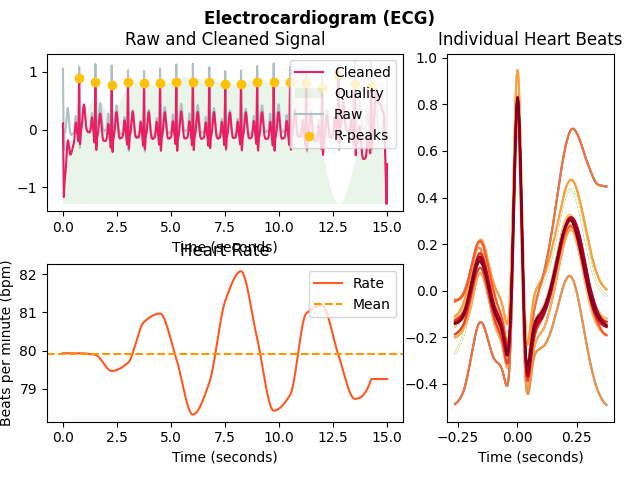 Electrocardiogram (ECG)
Raw and Cleaned Signal
Cleaned
Quality
Raw
R-peaks
1
0
−1
0.0 2.5 5.0 7.5 10.0 12.5 15.0
Time (seconds)
Heart Rate
Rate
Mean
82
81
80
79
Beats per minute (bpm)
0.0 2.5 5.0 7.5 10.0 12.5 15.0
Time (seconds)
Individual Heart Beats
1.0
0.8
0.6
0.4
0.2
0.0
−0.2
−0.4
−0.25 0.00 0.25
Time (seconds)